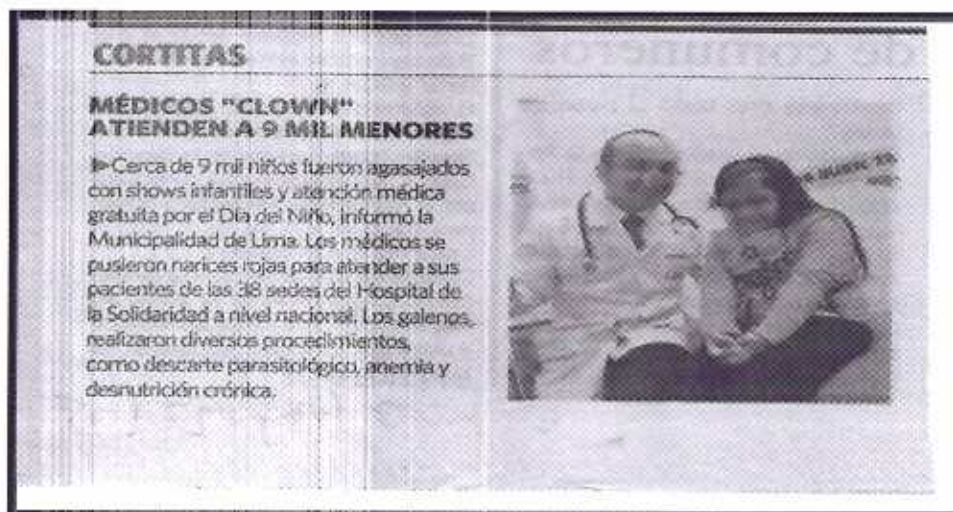 CORTITAS
MÉDICOS "CLOWN"
ATIENDEN A 9 MIL MENORES
▶Cerca de 9 mil niños fueron agasajados
con shows infantiles y atención médica
gratuita por el Día del Niño, informó la
Municipalidad de Lima. Los médicos se
pusieron narices rojas para atender a sus
pacientes de las 38 sedes del Hospital de
la Solidaridad a nivel nacional. Los galenos
realizaron diversos procedimientos,
como descarte parasitológico, anemia y
desnutrición crónica.